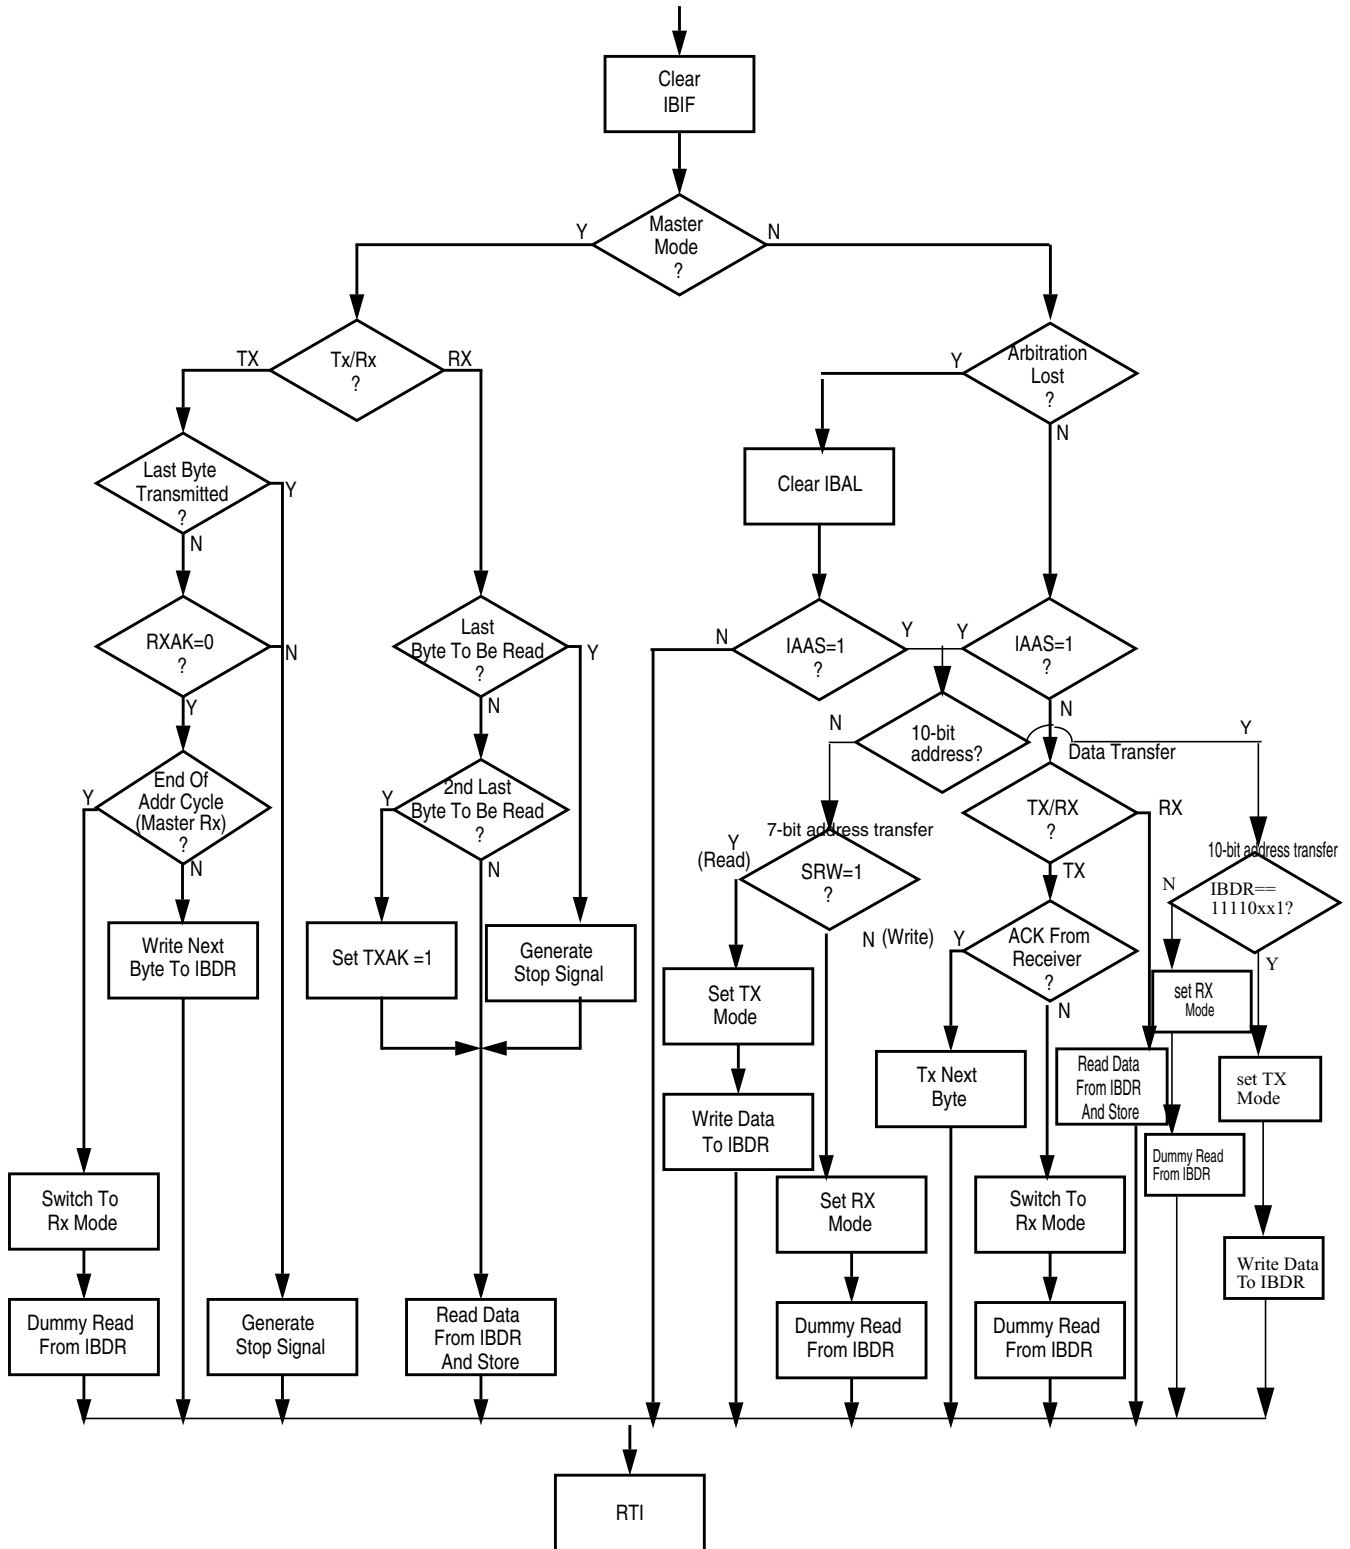 Clear
IBIF
Master
Mode
?
Y
N
Tx/Rx
?
TX
RX
Arbitration
Lost
?
Y
N
Last Byte
Transmitted
?
Y
N
Clear IBAL
RXAK=0
?
N
Y
Last
Byte To Be Read
?
Y
N
IAAS=1
?
N
Y
IAAS=1
?
Y
N
10-bit
address?
N
Y
Data Transfer
End Of
Addr Cycle
(Master Rx)
?
Y
N
2nd Last
Byte To Be Read
?
Y
N
7-bit address transfer
SRW=1
?
Y
(Read)
N (Write)
TX/RX
?
RX
TX
10-bit address transfer
IBDR==
11110xx1?
N
Y
Write Next
Byte To IBDR
Set TXAK =1
Generate
Stop Signal
Set TX
Mode
ACK From
Receiver
?
Y
N
set RX
Mode
Tx Next
Byte
Read Data
From IBDR
And Store
set TX
Mode
Write Data
To IBDR
Dummy Read
From IBDR
Switch To
Rx Mode
Set RX
Mode
Switch To
Rx Mode
Write Data
To IBDR
Dummy Read
From IBDR
Generate
Stop Signal
Read Data
From IBDR
And Store
Dummy Read
From IBDR
Dummy Read
From IBDR
RTI